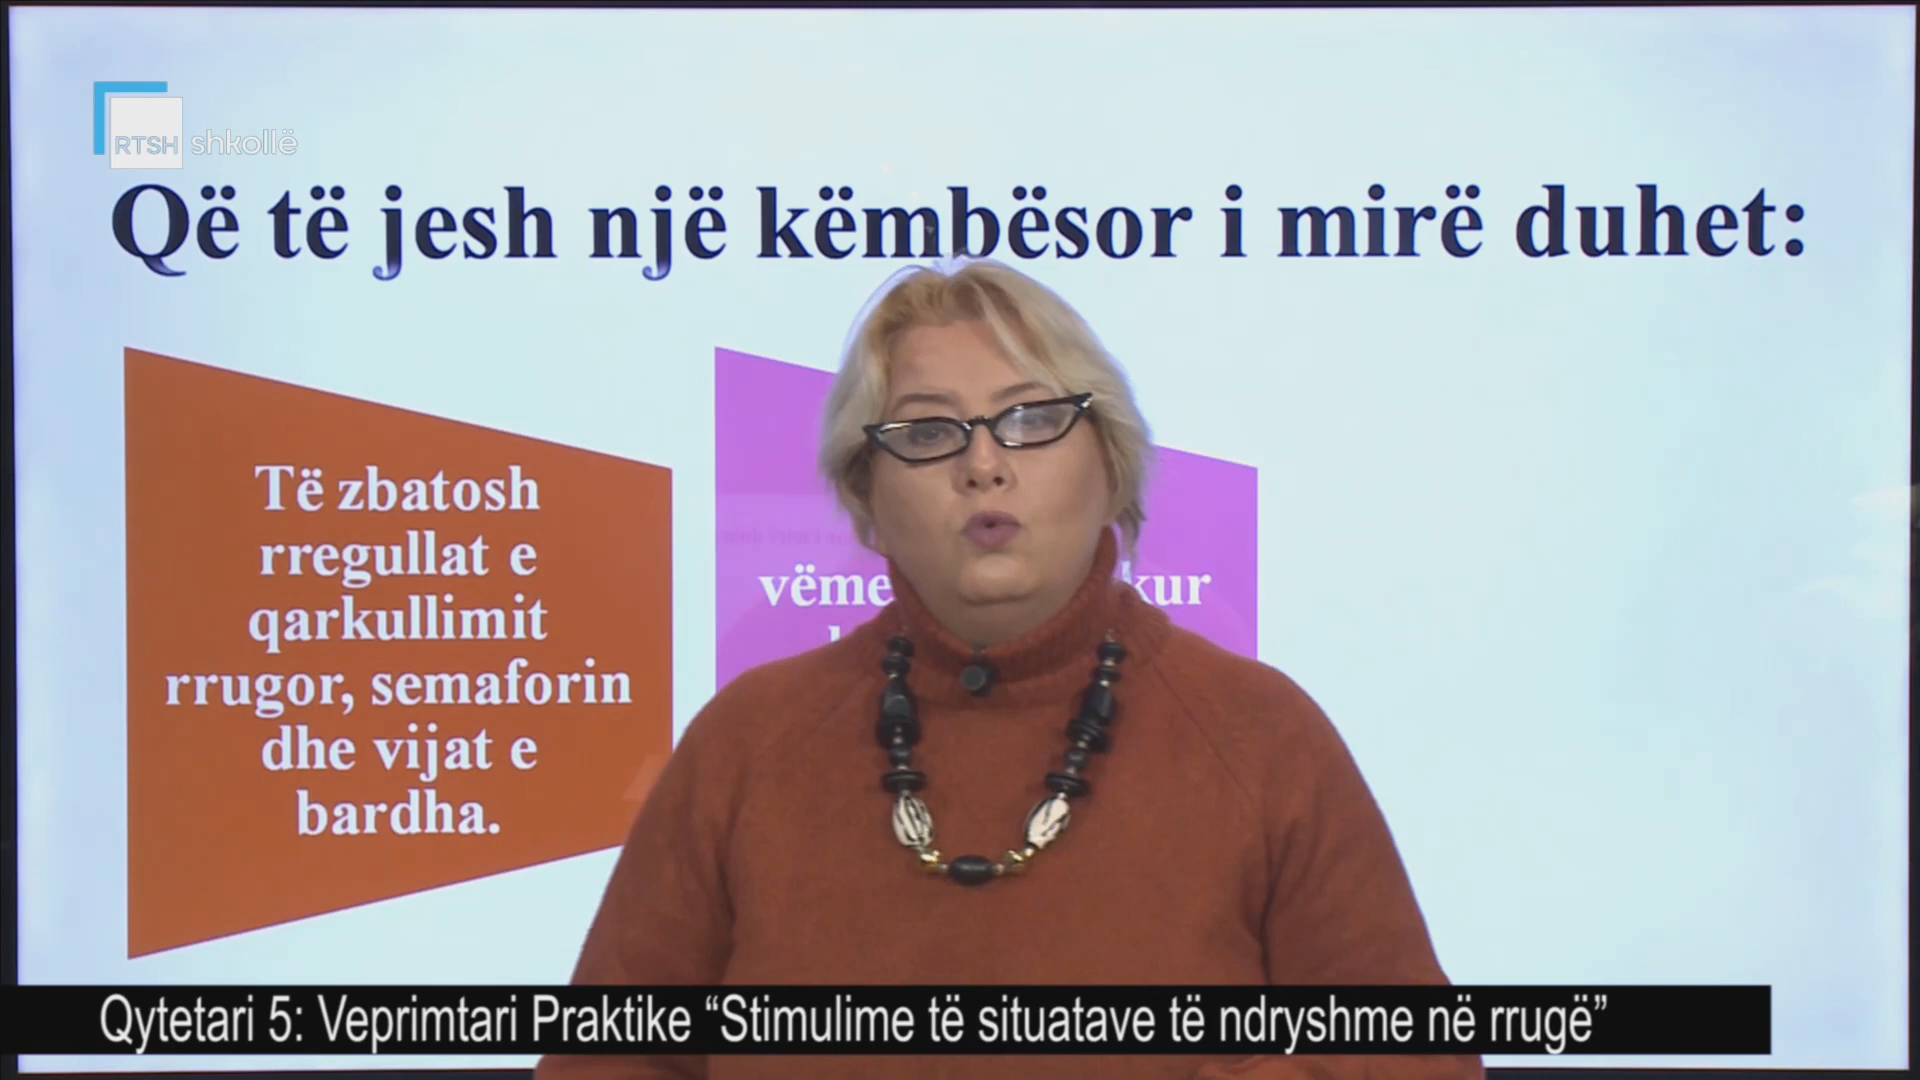 RTSH shkollë
Që të jesh një këmbësor i mirë duhet:
Të zbatosh
rregullat e
qarkullimit
rrugor, semaforin
dhe vijat e
bardha.
kur
Qytetari 5: Veprimtari Praktike “Stimulime të situatave të ndryshme në rrugë”